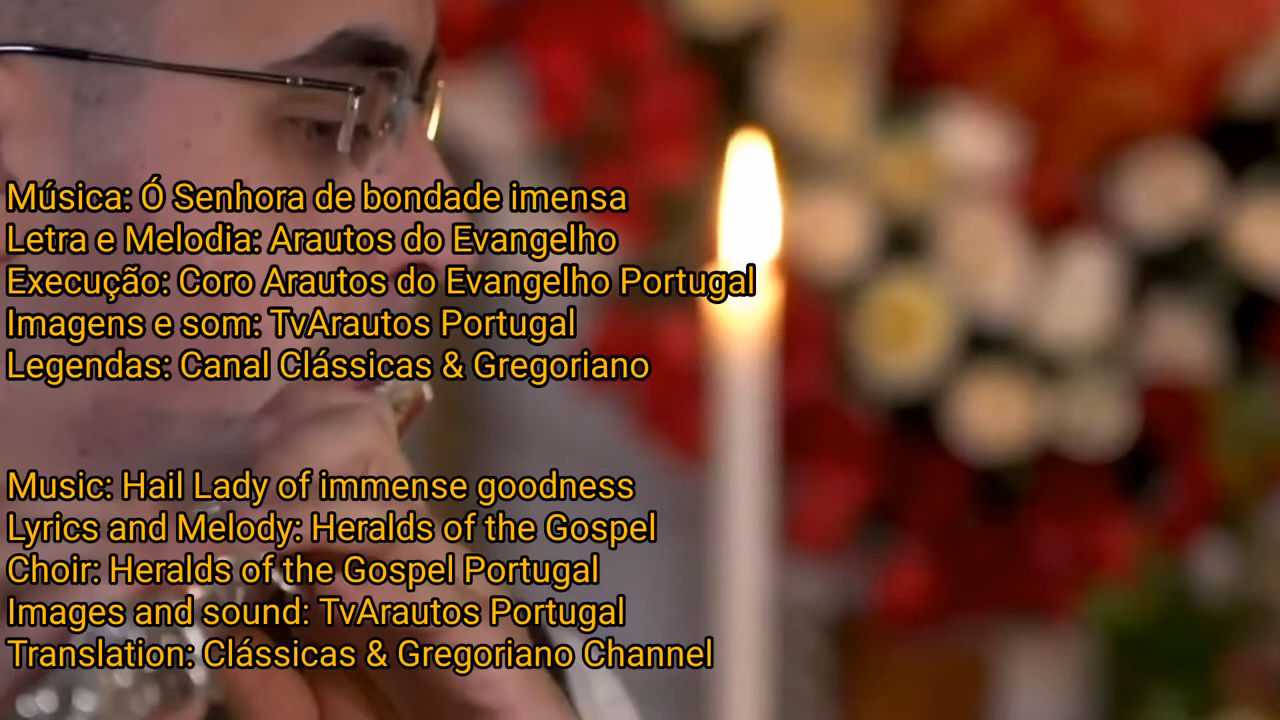 Música: Ó Senhora de bondade imensa
Letra e Melodia: Arautos do Evangelho
Execução: Coro Arautos do Evangelho Portugal
Imagens e som: TvArautos Portugal
Legendas: Canal Clássicas & Gregoriano
Music: Hail Lady of immense goodness
Lyrics and Melody: Heralds of the Gospel
Choir: Heralds of the Gospel Portugal
Images and sound: TvArautos Portugal
Translation: Clássicas & Gregoriano Channel